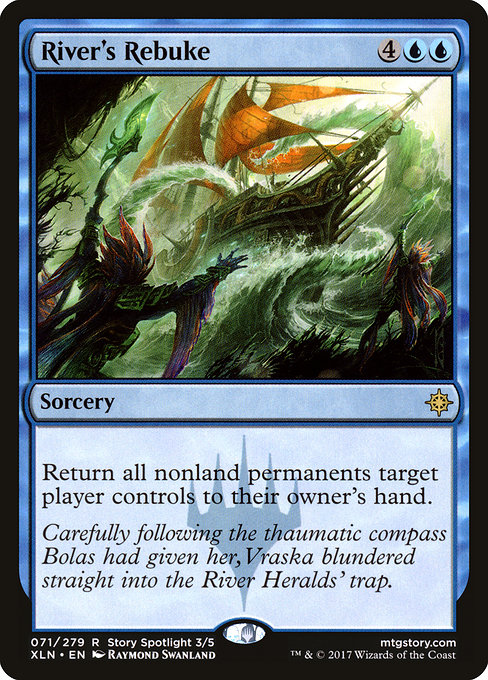 River's Rebuke 4
Sorcery
Return all nonland permanents target
player controls to their owner's hand.
Carefully following the thaumatic compass
Bolas had given her, Vraska blundered
straight into the River Heralds' trap.
071/279 R Story Spotlight 3/5
mtgstory.com
XLN • EN Raymond Swanland
™ & © 2017 Wizards of the Coast